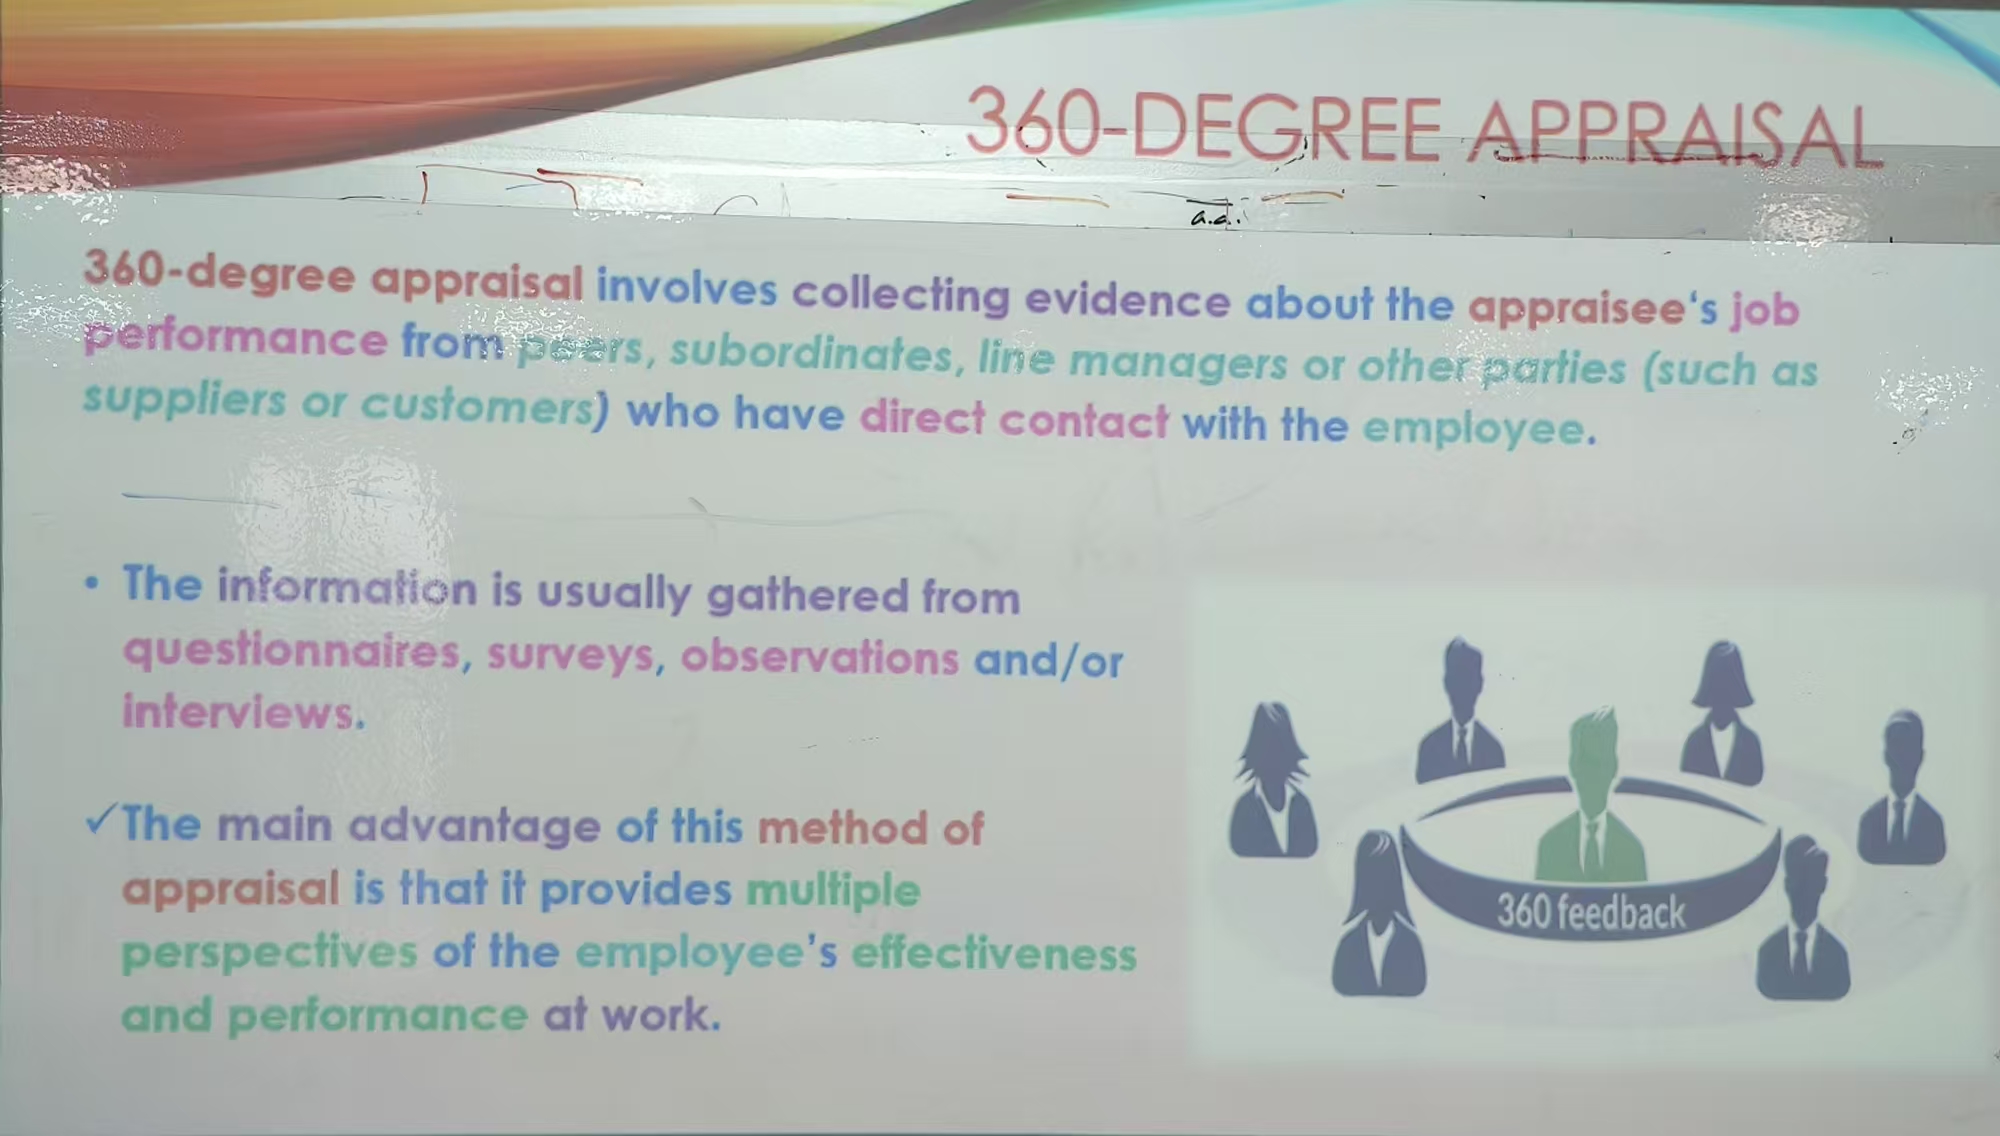 360-DEGREE APPRAISAL
a.d.
360-degree appraisal involves collecting evidence about the appraisee's job
performance from peers, subordinates, line managers or other parties (such as
suppliers or customers) who have direct contact with the employee.
• The information is usually gathered from
questionnaires, surveys, observations and/or
interviews.
✓The main advantage of this method of
appraisal is that it provides multiple
perspectives of the employee's effectiveness
and performance at work.
360 feedback